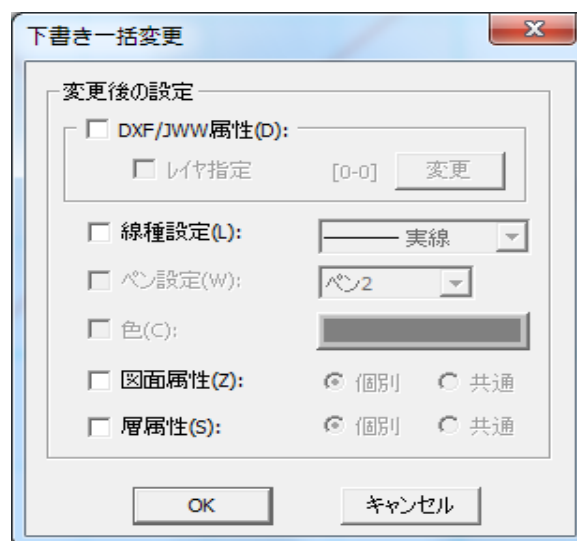 下書き一括変更
変更後の設定
DXF/JWW属性(D):
レイヤ指定 [0-0] 変更
線種設定(L): 実線
ペン設定(W): ペン2
色(C):
図面属性(Z): 個別 共通
層属性(S): 個別 共通
OK キャンセル